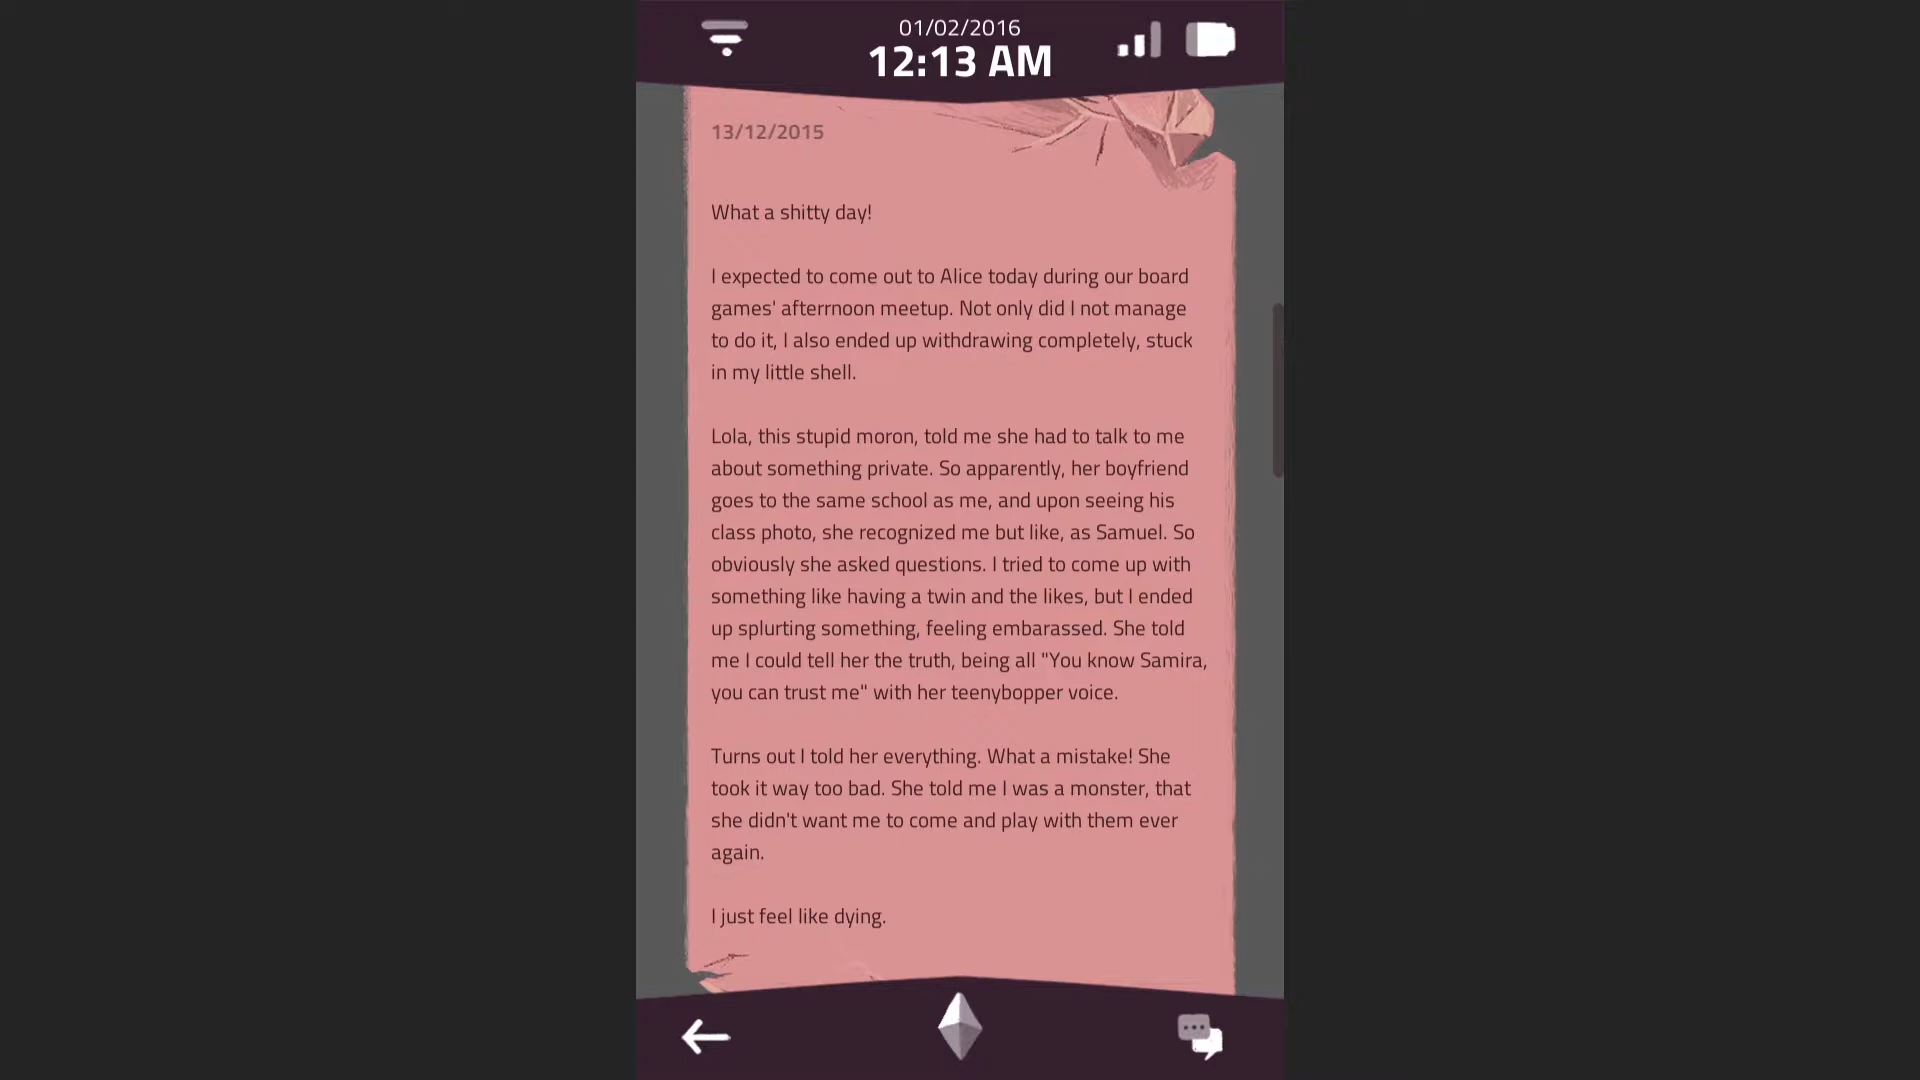 01/02/2016
12:13 AM
13/12/2015
What a shitty day!
I expected to come out to Alice today during our board
games' afterrnoon meetup. Not only did I not manage
to do it, I also ended up withdrawing completely, stuck
in my little shell.
Lola, this stupid moron, told me she had to talk to me
about something private. So apparently, her boyfriend
goes to the same school as me, and upon seeing his
class photo, she recognized me but like, as Samuel. So
obviously she asked questions. I tried to come up with
something like having a twin and the likes, but I ended
up splurting something, feeling embarassed. She told
me I could tell her the truth, being all "You know Samira,
you can trust me" with her teenybopper voice.
Turns out I told her everything. What a mistake! She
took it way too bad. She told me I was a monster, that
she didn't want me to come and play with them ever
again.
I just feel like dying.